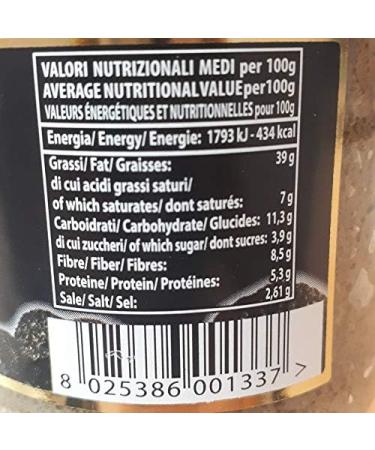 VALORI NUTRIZIONALI MEDI per 100g
AVERAGE NUTRITIONAL VALUE per 100g
VALEURS ÉNERGÉTIQUES ET NUTRITIONNELLES pour 100g
Energia/ Energy/ Energie: 1793 kJ - 434 kcal
Grassi/ Fat/ Graisses: 39 g
di cui acidi grassi saturi/
of which saturates/ dont saturés: 7 g
Carboidrati/ Carbohydrate/ Glucides: 11,3 g
di cui zuccheri/ of which sugar/ dont sucres: 3,9 g
Fibre/ Fiber/ Fibres: 8,5 g
Proteine/ Protein/ Protéines: 5,3 g
Sale/ Salt/ Sel: 2,61 g
8 025386 001337 >